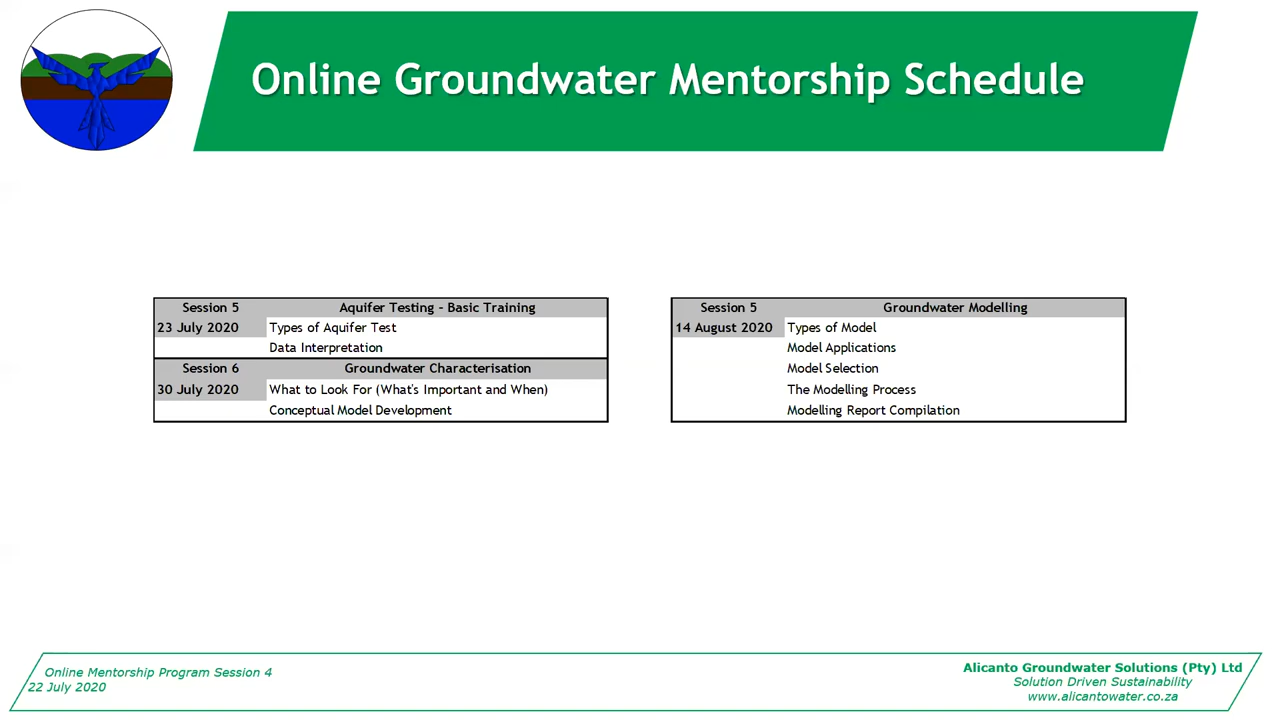 Online Groundwater Mentorship Schedule
Session 5 Aquifer Testing - Basic Training
23 July 2020 Types of Aquifer Test
Data Interpretation
Session 6 Groundwater Characterisation
30 July 2020 What to Look For (What's Important and When)
Conceptual Model Development
Session 5 Groundwater Modelling
14 August 2020 Types of Model
Model Applications
Model Selection
The Modelling Process
Modelling Report Compilation
Online Mentorship Program Session 4
22 July 2020
Alicanto Groundwater Solutions (Pty) Ltd
Solution Driven Sustainability
www.alicantowater.co.za